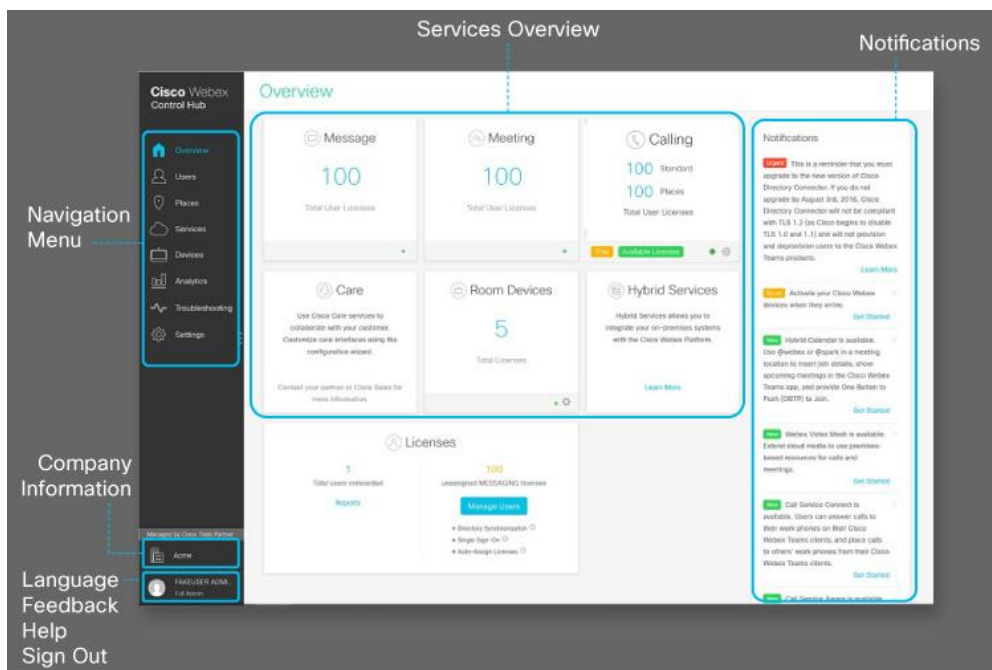 Services Overview
Notifications
Navigation
Menu
Company
Information
Language
Feedback
Help
Sign Out
Cisco Webex
Control Hub
Overview
Users
Places
Services
Devices
Analytics
Troubleshooting
Settings
Managed by Cisco Partner
Acme
FAKEUSER ADMI...
Full Admin
Overview
Message
100
Total User Licenses
Meeting
100
Total User Licenses
Calling
100 Standard
100 Places
Total User Licenses
Trial Available Licenses
Care
Use Cisco Care services to
collaborate with your customer.
Customize care interfaces using the
configuration wizard.
Contact your partner or Cisco Sales for
more information.
Room Devices
5
Total Licenses
Hybrid Services
Hybrid Services allows you to
integrate your on-premises systems
with the Cisco Webex Platform.
Learn More
Licenses
1
Total users onboarded
Reports
100
unassigned MESSAGING licenses
Manage Users
Directory Synchronization
Single Sign-On
Auto-Assign Licenses
Notifications
Urgent This is a reminder that you must
upgrade to the new version of Cisco
Directory Connector. If you do not
upgrade by August 3rd, 2018, Cisco
Directory Connector will not be compliant
with TLS 1.2 (as Cisco begins to disable
TLS 1.0 and 1.1) and will not provision
and deprovision users to the Cisco Webex
Teams products.
Learn More
Activate your Cisco Webex
devices when they arrive.
Get Started
New Hybrid Calendar is available.
Use @webex or @spark in a meeting
location to insert join details, show
upcoming meetings in the Cisco Webex
Teams app, and provide One Button to
Push (OBTP) to Join.
Get Started
New Webex Video Mesh is available.
Extend cloud media to use premises-
based resources for calls and
meetings.
Get Started
New Call Service Connect is
available. Users can answer calls to
their work phones on their Cisco
Webex Teams clients, and place calls
to others' work phones from their Cisco
Webex Teams clients.
Get Started
New Call Service Aware is available.